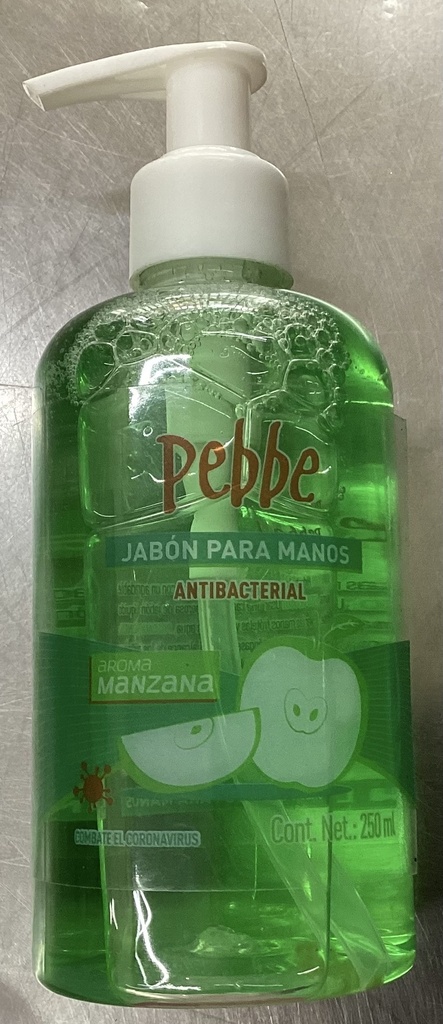 Pebbe
JABÓN PARA MANOS
ANTIBACTERIAL
AROMA
MANZANA
COMBATE EL CORONAVIRUS
Cont. Net.: 250 ml